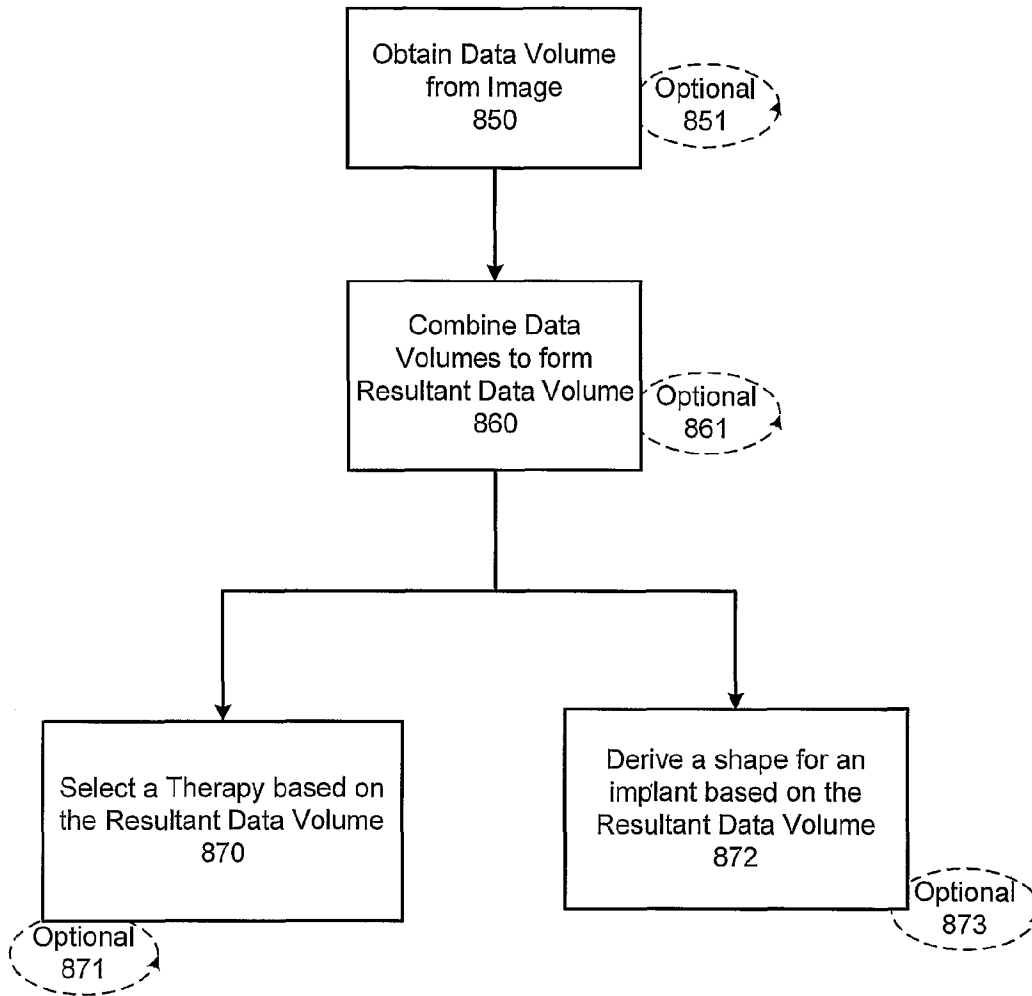 Obtain Data Volume
from Image
850
Optional
851
Combine Data
Volumes to form
Resultant Data Volume
860
Optional
861
Select a Therapy based on
the Resultant Data Volume
870
Optional
871
Derive a shape for an
implant based on the
Resultant Data Volume
872
Optional
873